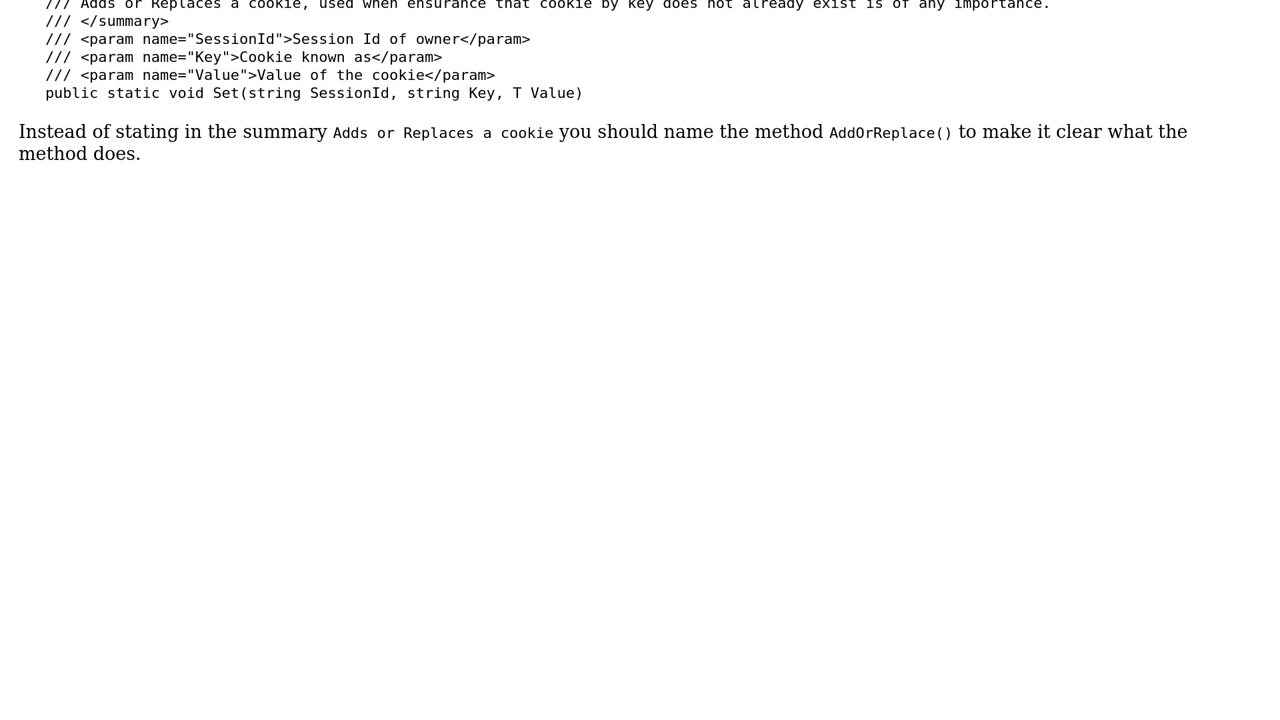 /// Adds or Replaces a cookie, used when ensurance that cookie by key does not already exist is of any importance.
/// </summary>
/// <param name="SessionId">Session Id of owner</param>
/// <param name="Key">Cookie known as</param>
/// <param name="Value">Value of the cookie</param>
public static void Set(string SessionId, string Key, T Value)
Instead of stating in the summary Adds or Replaces a cookie you should name the method AddOrReplace() to make it clear what the
method does.